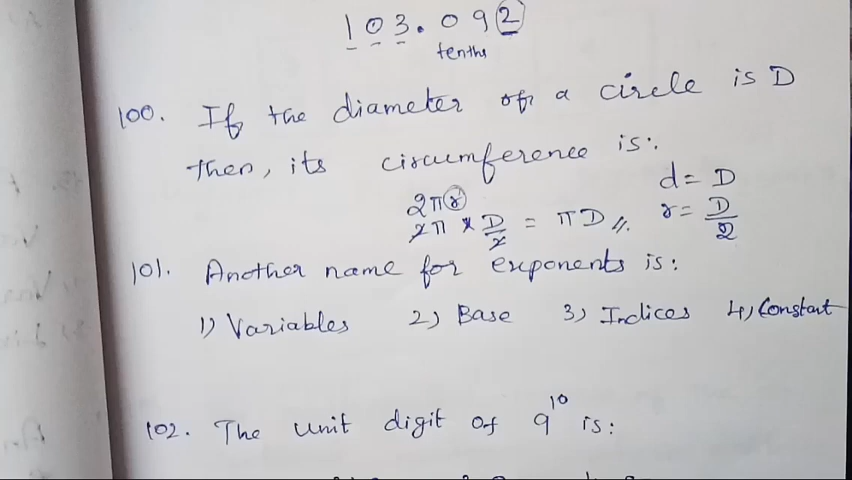 103.092
tenths
100. If the diameter of a circle is D
then, its circumference is:
2πr
2π × D/2 = πD //
d = D
r = D/2
101. Another name for exponents is:
1) Variables 2) Base 3) Indices 4) Constant
102. The unit digit of 9^10 is: